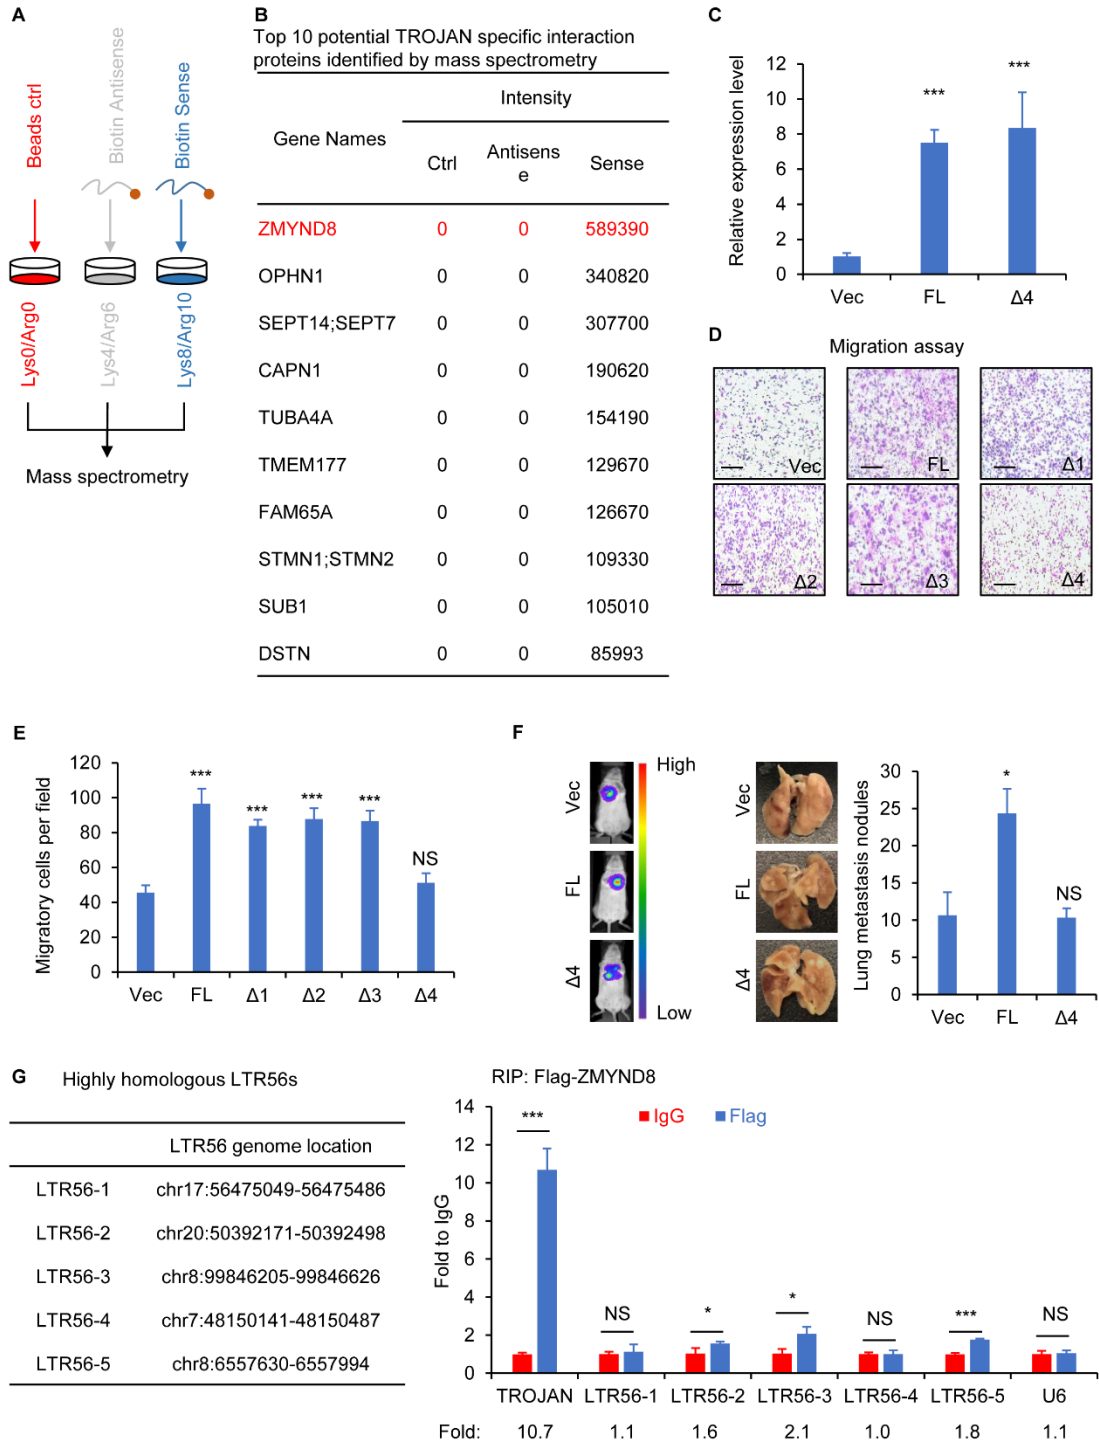 A
Beads ctrl
Biotin Antisense
Biotin Sense
Lys0/Arg0
Lys4/Arg6
Lys8/Arg10
Mass spectrometry
B
Top 10 potential TROJAN specific interaction
proteins identified by mass spectrometry
Intensity
Gene Names
Ctrl
Antisens
e
Sense
ZMYND8 0 0 589390
OPHN1 0 0 340820
SEPT14;SEPT7 0 0 307700
CAPN1 0 0 190620
TUBA4A 0 0 154190
TMEM177 0 0 129670
FAM65A 0 0 126670
STMN1;STMN2 0 0 109330
SUB1 0 0 105010
DSTN 0 0 85993
C
Relative expression level
12
10
8
6
4
2
0
***
***
Vec FL Δ4
D
Migration assay
Vec
FL
Δ1
Δ2
Δ3
Δ4
E
Migratory cells per field
120
100
80
60
40
20
0
***
***
***
***
NS
Vec FL Δ1 Δ2 Δ3 Δ4
F
Vec
FL
Δ4
High
Low
Vec
FL
Δ4
Lung metastasis nodules
30
25
20
15
10
5
0
*
NS
Vec FL Δ4
G
Highly homologous LTR56s
LTR56 genome location
LTR56-1 chr17:56475049-56475486
LTR56-2 chr20:50392171-50392498
LTR56-3 chr8:99846205-99846626
LTR56-4 chr7:48150141-48150487
LTR56-5 chr8:6557630-6557994
RIP: Flag-ZMYND8
IgG Flag
Fold to IgG
14
12
10
8
6
4
2
0
***
NS
*
*
NS
***
NS
TROJAN LTR56-1 LTR56-2 LTR56-3 LTR56-4 LTR56-5 U6
Fold: 10.7 1.1 1.6 2.1 1.0 1.8 1.1